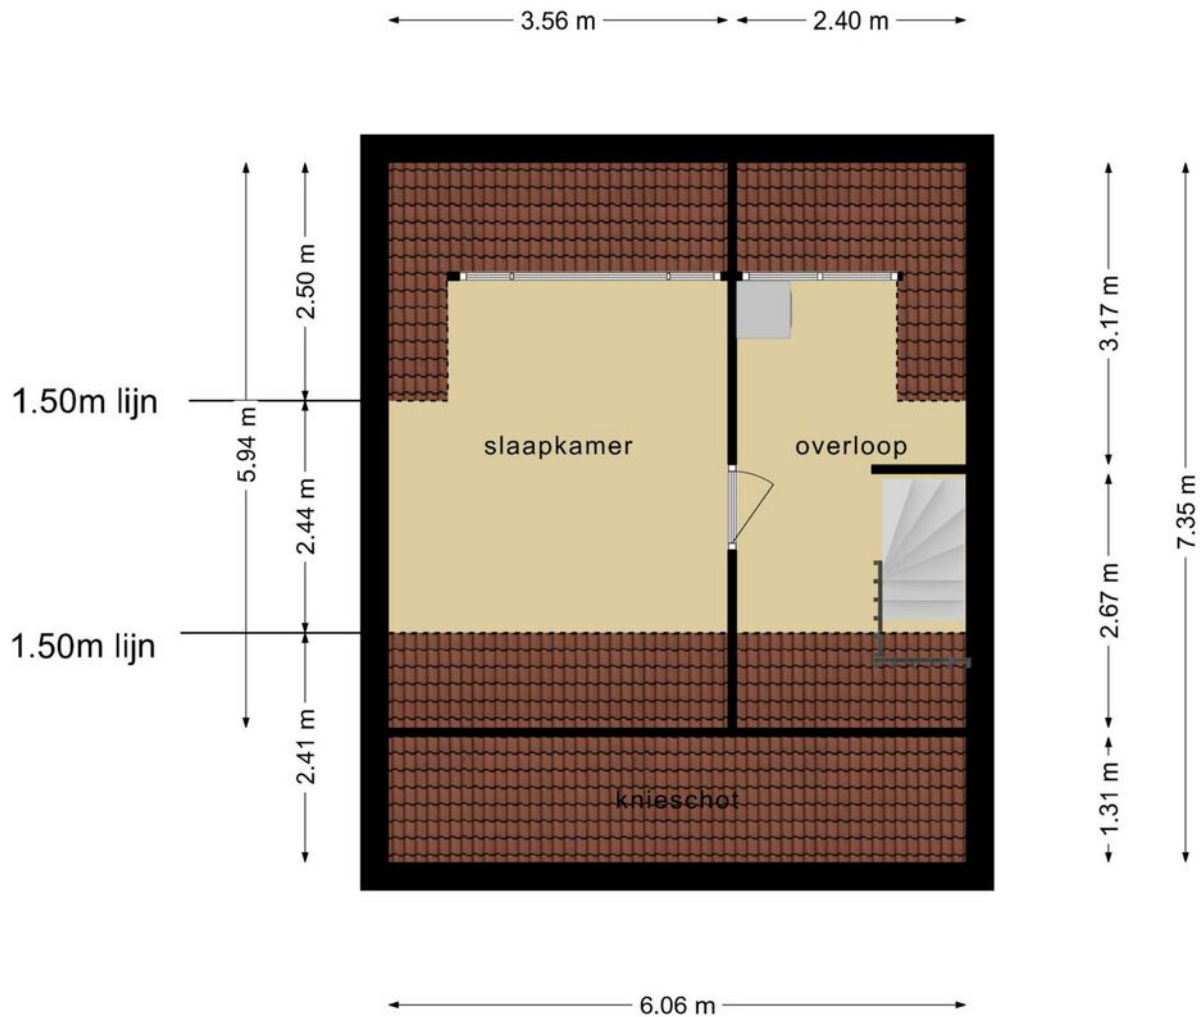 3.56 m
2.40 m
2.50 m
3.17 m
1.50m lijn
5.94 m
slaapkamer
overloop
2.44 m
7.35 m
2.67 m
1.50m lijn
2.41 m
knieschot
1.31 m
6.06 m